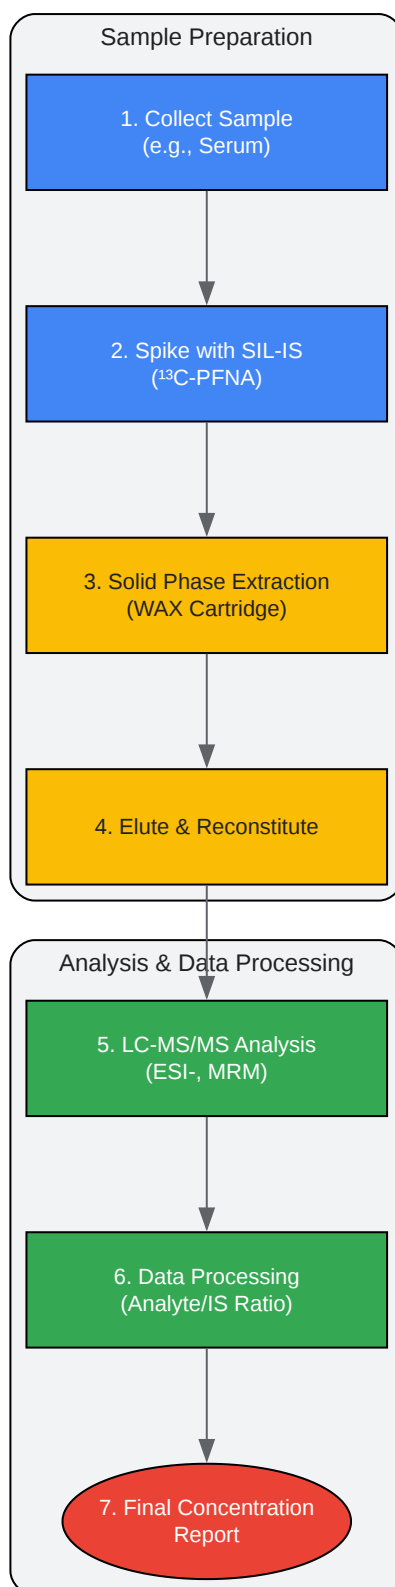 Sample Preparation
1. Collect Sample
(e.g., Serum)
2. Spike with SIL-IS
(¹³C-PFNA)
3. Solid Phase Extraction
(WAX Cartridge)
4. Elute & Reconstitute
Analysis & Data Processing
5. LC-MS/MS Analysis
(ESI-, MRM)
6. Data Processing
(Analyte/IS Ratio)
7. Final Concentration
Report